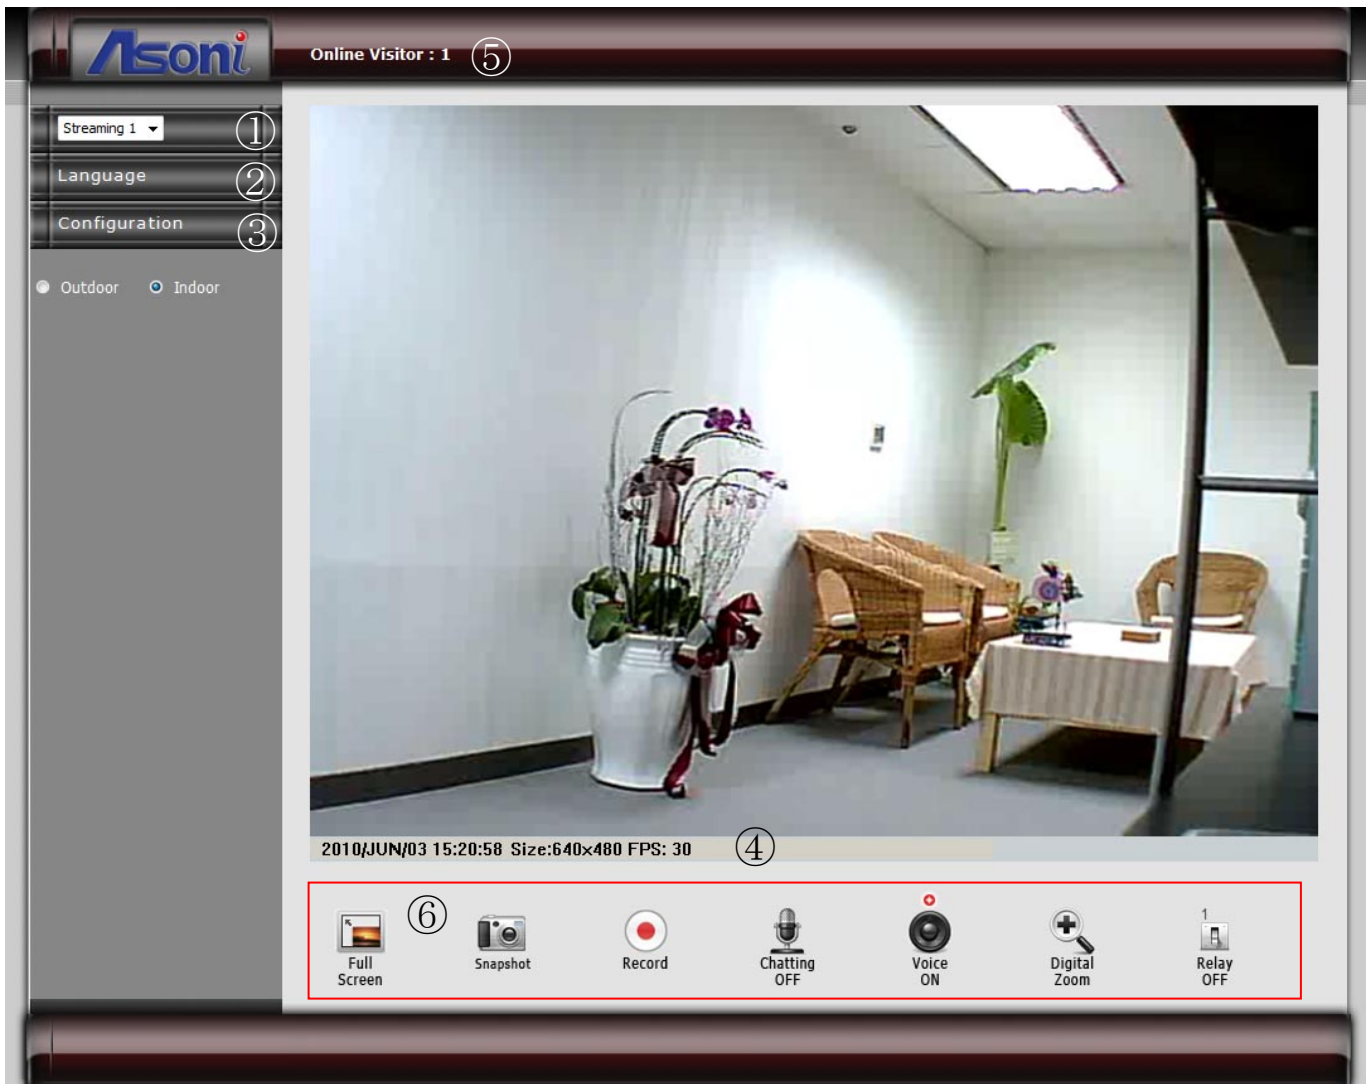 Asoni
Online Visitor : 1 ⑤
Streaming 1 ①
Language ②
Configuration ③
Outdoor Indoor
2010/JUN/03 15:20:58 Size:640x480 FPS: 30 ④
⑥
1
Full Screen
Snapshot
Record
Chatting OFF
Voice ON
Digital Zoom
Relay OFF